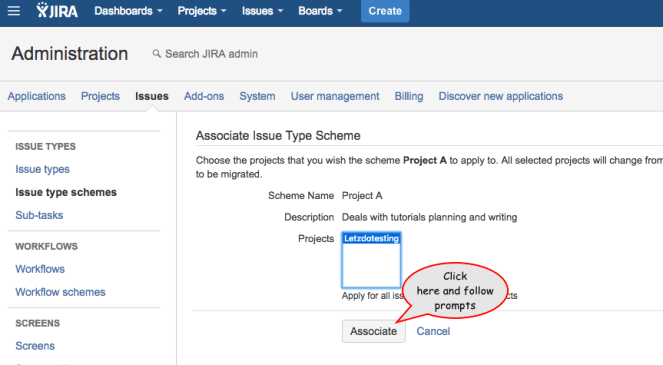 JIRA Dashboards Projects Issues Boards Create
Administration Search JIRA admin
Applications Projects Issues Add-ons System User management Billing Discover new applications
ISSUE TYPES
Issue types
Issue type schemes
Sub-tasks
WORKFLOWS
Workflows
Workflow schemes
SCREENS
Screens
Associate Issue Type Scheme
Choose the projects that you wish the scheme Project A to apply to. All selected projects will change from
to be migrated.
Scheme Name Project A
Description Deals with tutorials planning and writing
Projects Letzdotesting
Apply for all
Click
here and follow
prompts
Associate Cancel